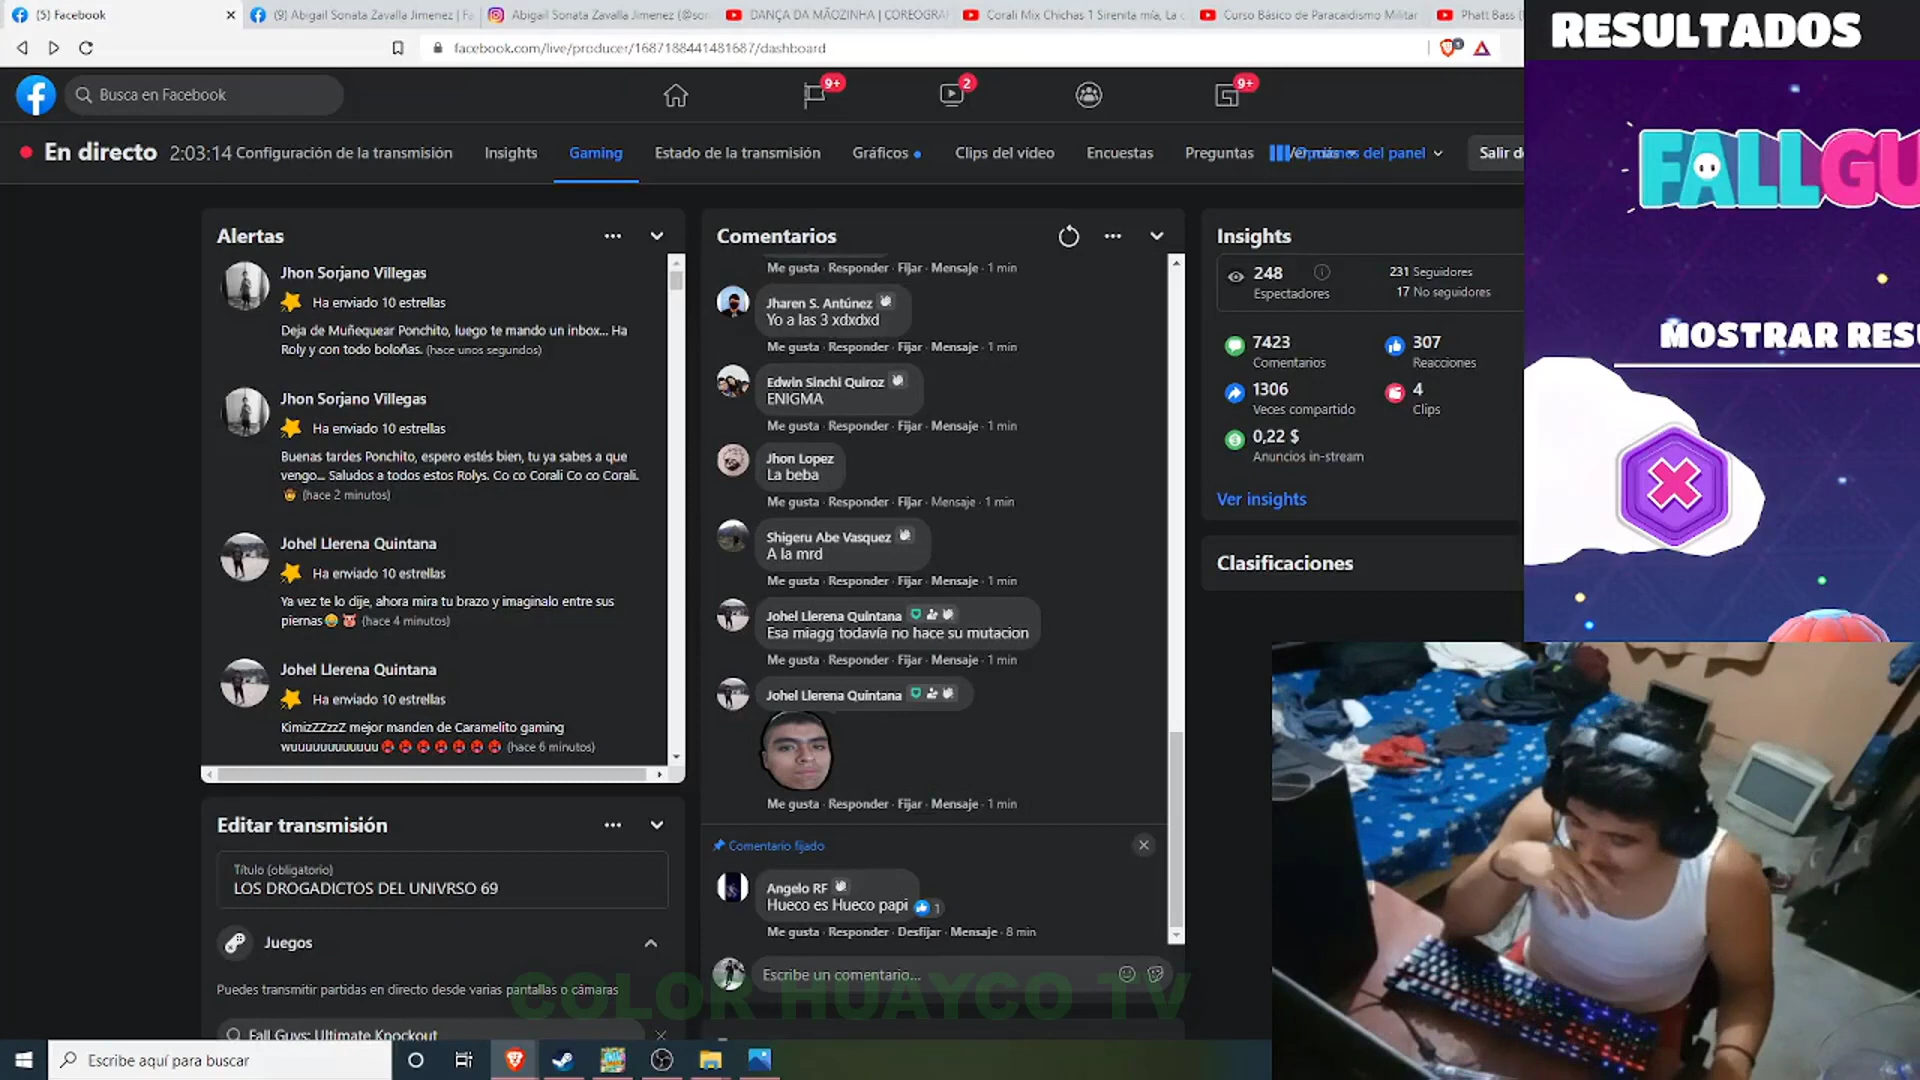 (5) Facebook
(9) Abigail Sonata Zavalla Jimenez | Fa
Abigail Sonata Zavalla Jimenez (@son
DANÇA DA MÃOZINHA | COREOGRAF
Corali Mix Chichas 1 Sirenita mía, La c
Curso Básico de Paracaidismo Militar
Phatt Bass (
facebook.com/live/producer/1687188441481687/dashboard
RESULTADOS
Busca en Facebook
9+
2
9+
En directo 2:03:14
Configuración de la transmisión
Insights
Gaming
Estado de la transmisión
Gráficos
Clips del vídeo
Encuestas
Preguntas
Salir de
FALLGU
MOSTRAR RESU
Alertas
Jhon Sorjano Villegas
Ha enviado 10 estrellas
Deja de Muñequear Ponchito, luego te mando un inbox... Ha
Roly y con todo boloñas. (hace unos segundos)
Jhon Sorjano Villegas
Ha enviado 10 estrellas
Buenas tardes Ponchito, espero estés bien, tu ya sabes a que
vengo... Saludos a todos estos Rolys. Co co Corali Co co Corali.
(hace 2 minutos)
Johel Llerena Quintana
Ha enviado 10 estrellas
Ya vez te lo dije, ahora mira tu brazo y imaginalo entre sus
piernas (hace 4 minutos)
Johel Llerena Quintana
Ha enviado 10 estrellas
KimizZZzzZ mejor manden de Caramelito gaming
wuuuuuuuuuuuu (hace 6 minutos)
Editar transmisión
Título (obligatorio)
LOS DROGADICTOS DEL UNIVRSO 69
Juegos
Puedes transmitir partidas en directo desde varias pantallas o cámaras
Fall Guys: Ultimate Knockout
Comentarios
Me gusta · Responder · Fijar · Mensaje · 1 min
Jharen S. Antúnez
Yo a las 3 xdxdxd
Me gusta · Responder · Fijar · Mensaje · 1 min
Edwin Sinchi Quiroz
ENIGMA
Me gusta · Responder · Fijar · Mensaje · 1 min
Jhon Lopez
La beba
Me gusta · Responder · Fijar · Mensaje · 1 min
Shigeru Abe Vasquez
A la mrd
Me gusta · Responder · Fijar · Mensaje · 1 min
Johel Llerena Quintana
Esa miagg todavía no hace su mutacion
Me gusta · Responder · Fijar · Mensaje · 1 min
Johel Llerena Quintana
Me gusta · Responder · Fijar · Mensaje · 1 min
Comentario fijado
Angelo RF
Hueco es Hueco papi
1
Me gusta · Responder · Desfijar · Mensaje · 8 min
Escribe un comentario...
COLOR HUAYCO TV
Insights
248
Espectadores
231 Seguidores
17 No seguidores
7423
Comentarios
307
Reacciones
1306
Veces compartido
4
Clips
0,22 $
Anuncios in-stream
Ver insights
Clasificaciones
Escribe aquí para buscar